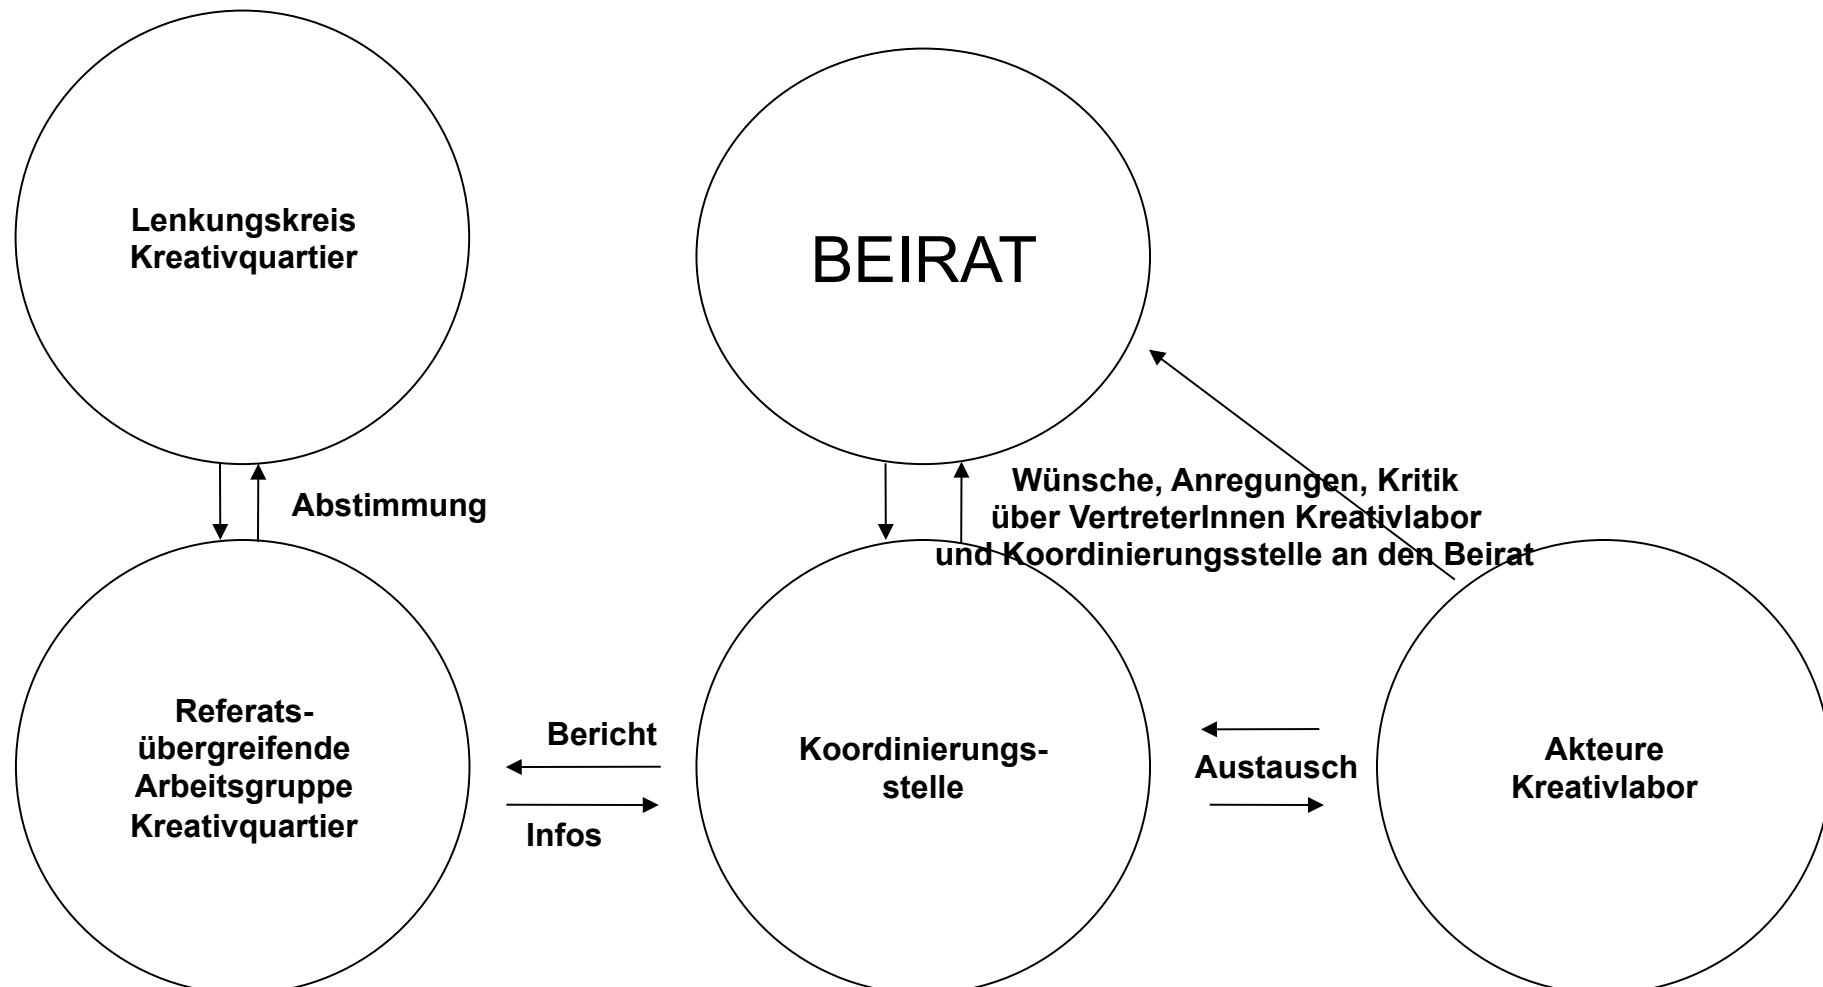 Lenkungskreis
Kreativquartier
BEIRAT
Abstimmung
Wünsche, Anregungen, Kritik
über VertreterInnen Kreativlabor
und Koordinierungsstelle an den Beirat
Referats-
übergreifende
Arbeitsgruppe
Kreativquartier
Bericht
Infos
Koordinierungs-
stelle
Austausch
Akteure
Kreativlabor